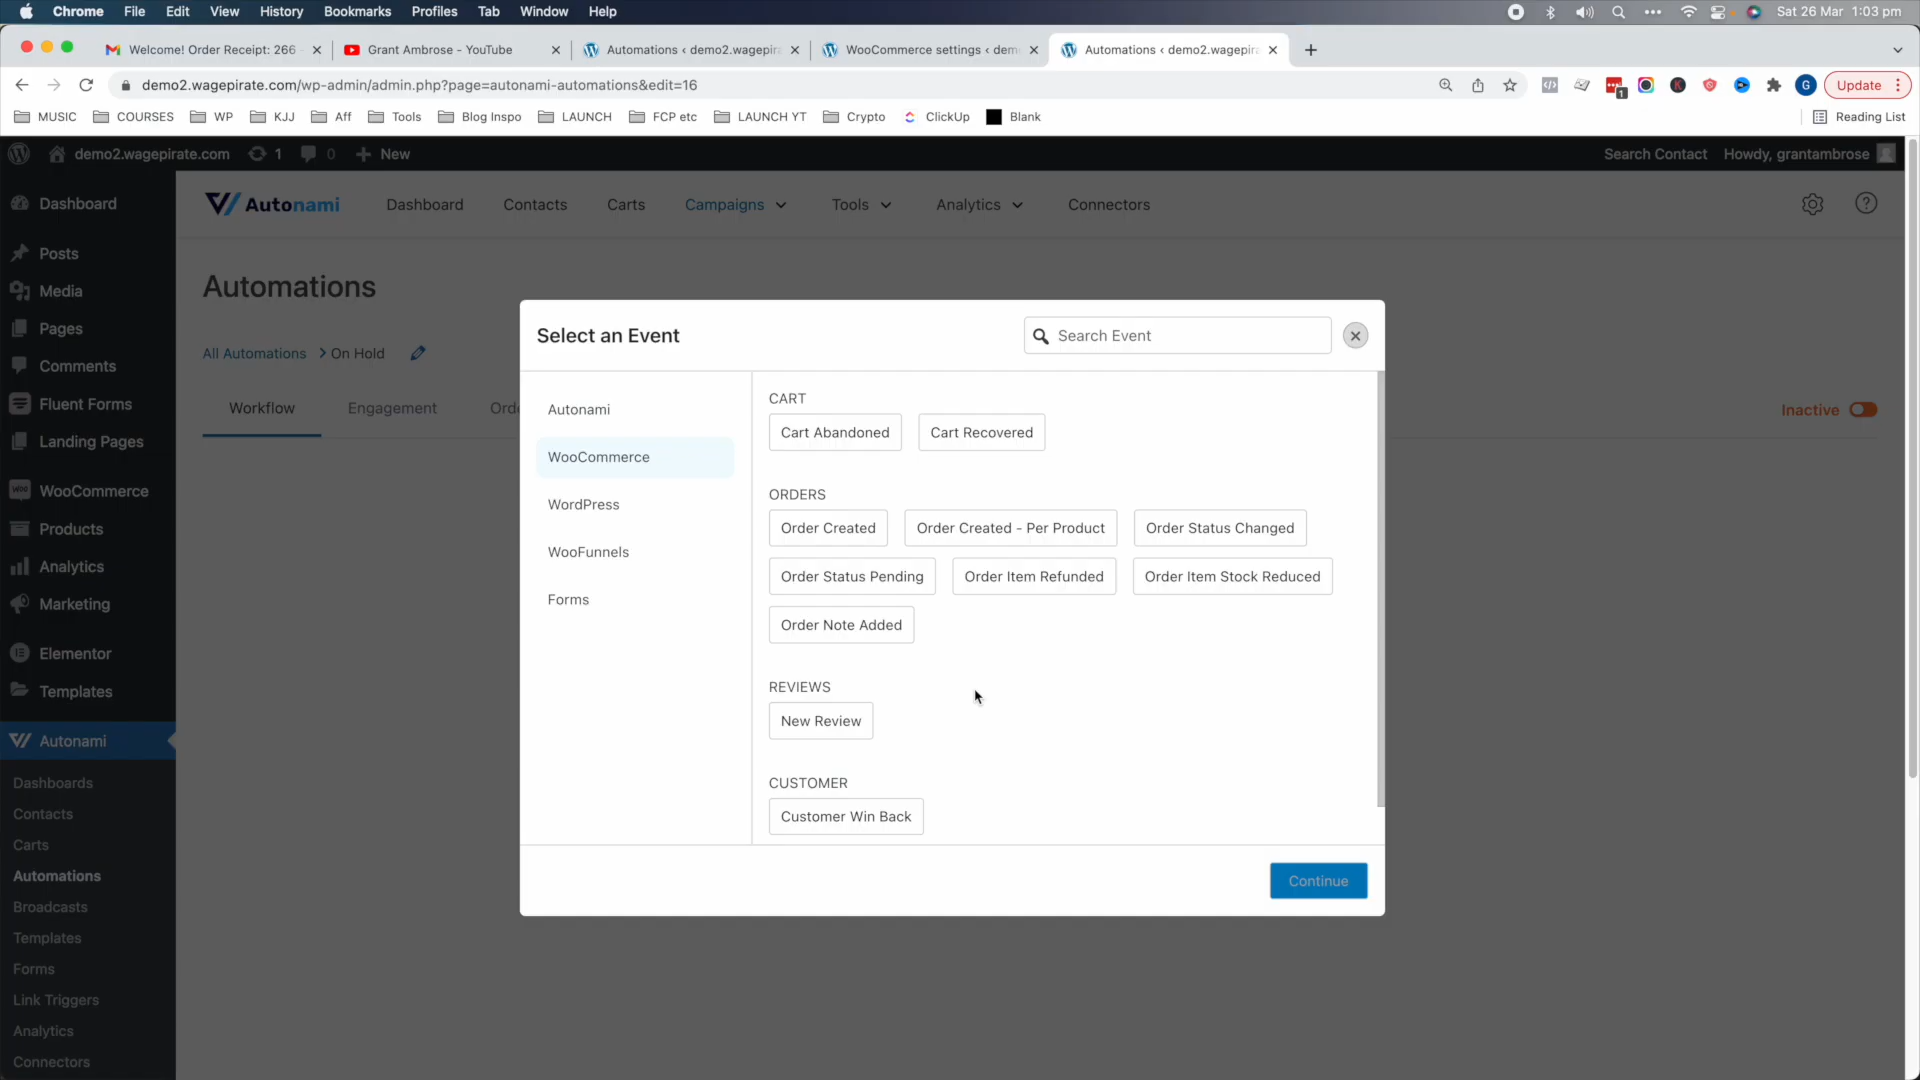 Chrome File Edit View History Bookmarks Profiles Tab Window Help Sat 26 Mar 1:03 pm
Welcome! Order Receipt: 266 Grant Ambrose - YouTube Automations ‹ demo2.wagepira WooCommerce settings ‹ dem Automations ‹ demo2.wagepira
demo2.wagepirate.com/wp-admin/admin.php?page=autonami-automations&edit=16 1 K G Update
MUSIC COURSES WP KJJ Aff Tools Blog Inspo LAUNCH FCP etc LAUNCH YT Crypto ClickUp Blank Reading List
demo2.wagepirate.com 1 0 New Search Contact Howdy, grantambrose
Dashboard
Posts
Media
Pages
Comments
Fluent Forms
Landing Pages
WooCommerce
Products
Analytics
Marketing
Elementor
Templates
Autonami
Dashboards
Contacts
Carts
Automations
Broadcasts
Templates
Forms
Link Triggers
Analytics
Connectors
Autonami Dashboard Contacts Carts Campaigns Tools Analytics Connectors
Automations
All Automations > On Hold
Workflow Engagement Orde
Inactive
Select an Event Search Event
Autonami
WooCommerce
WordPress
WooFunnels
Forms
CART
Cart Abandoned Cart Recovered
ORDERS
Order Created Order Created - Per Product Order Status Changed
Order Status Pending Order Item Refunded Order Item Stock Reduced
Order Note Added
REVIEWS
New Review
CUSTOMER
Customer Win Back
Continue